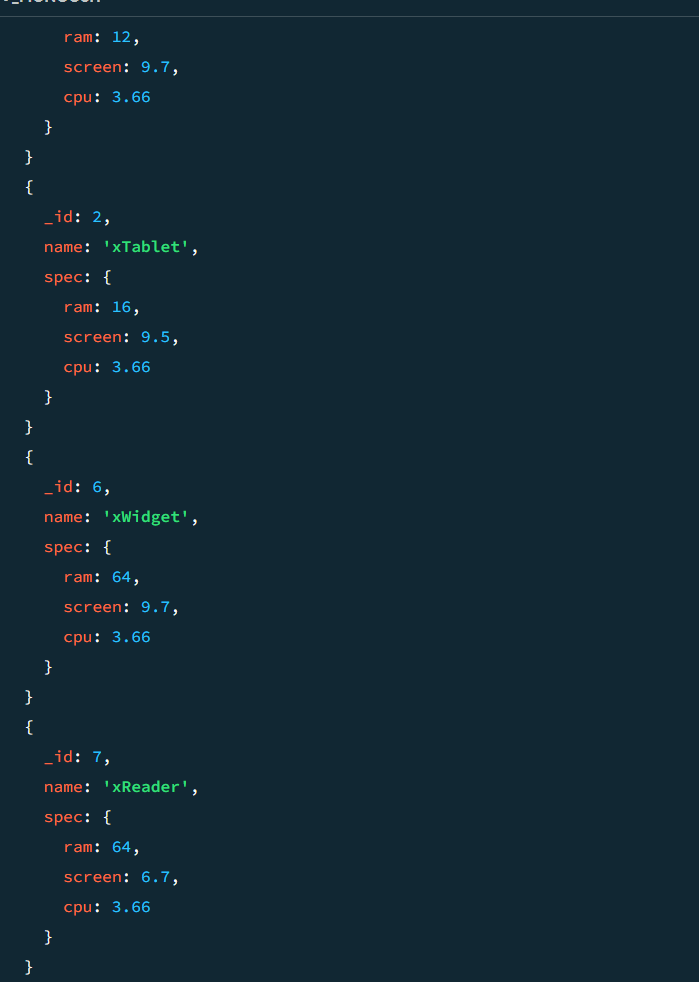 ram: 12,
screen: 9.7,
cpu: 3.66
}
}
{
_id: 2,
name: 'xTablet',
spec: {
ram: 16,
screen: 9.5,
cpu: 3.66
}
}
{
_id: 6,
name: 'xWidget',
spec: {
ram: 64,
screen: 9.7,
cpu: 3.66
}
}
{
_id: 7,
name: 'xReader',
spec: {
ram: 64,
screen: 6.7,
cpu: 3.66
}
}